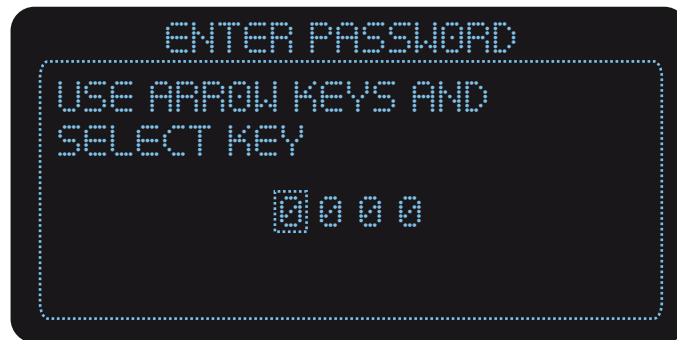 ENTER PASSWORD
USE ARROW KEYS AND
SELECT KEY
0 0 0 0